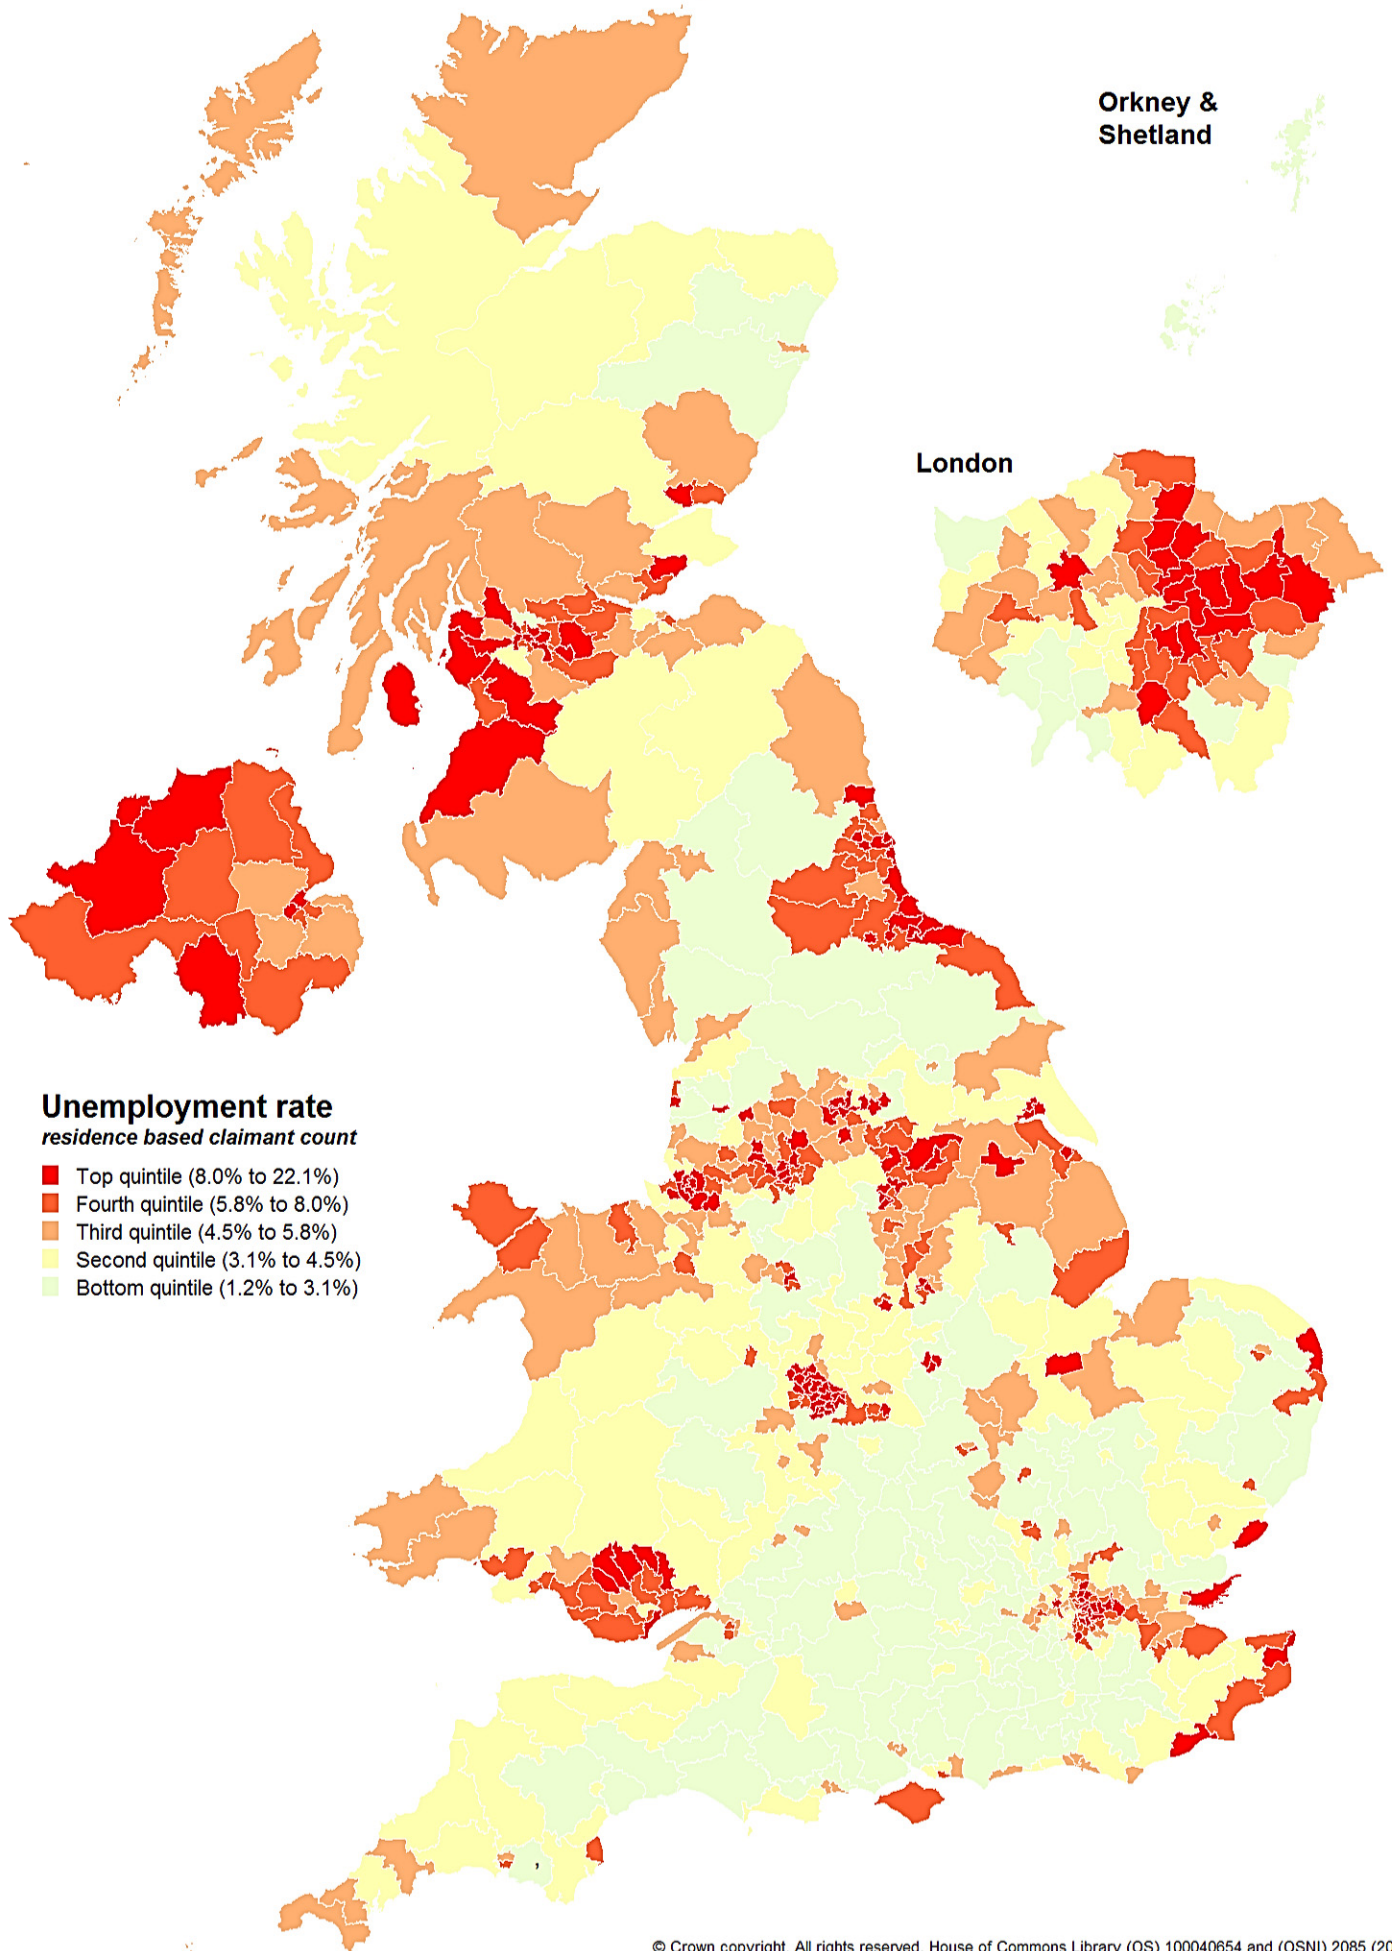 Orkney &
Shetland
London
Unemployment rate
residence based claimant count
Top quintile (8.0% to 22.1%)
Fourth quintile (5.8% to 8.0%)
Third quintile (4.5% to 5.8%)
Second quintile (3.1% to 4.5%)
Bottom quintile (1.2% to 3.1%)
,
© Crown copyright. All rights reserved. House of Commons Library (OS) 100040654 and (OSNI) 2085 (20